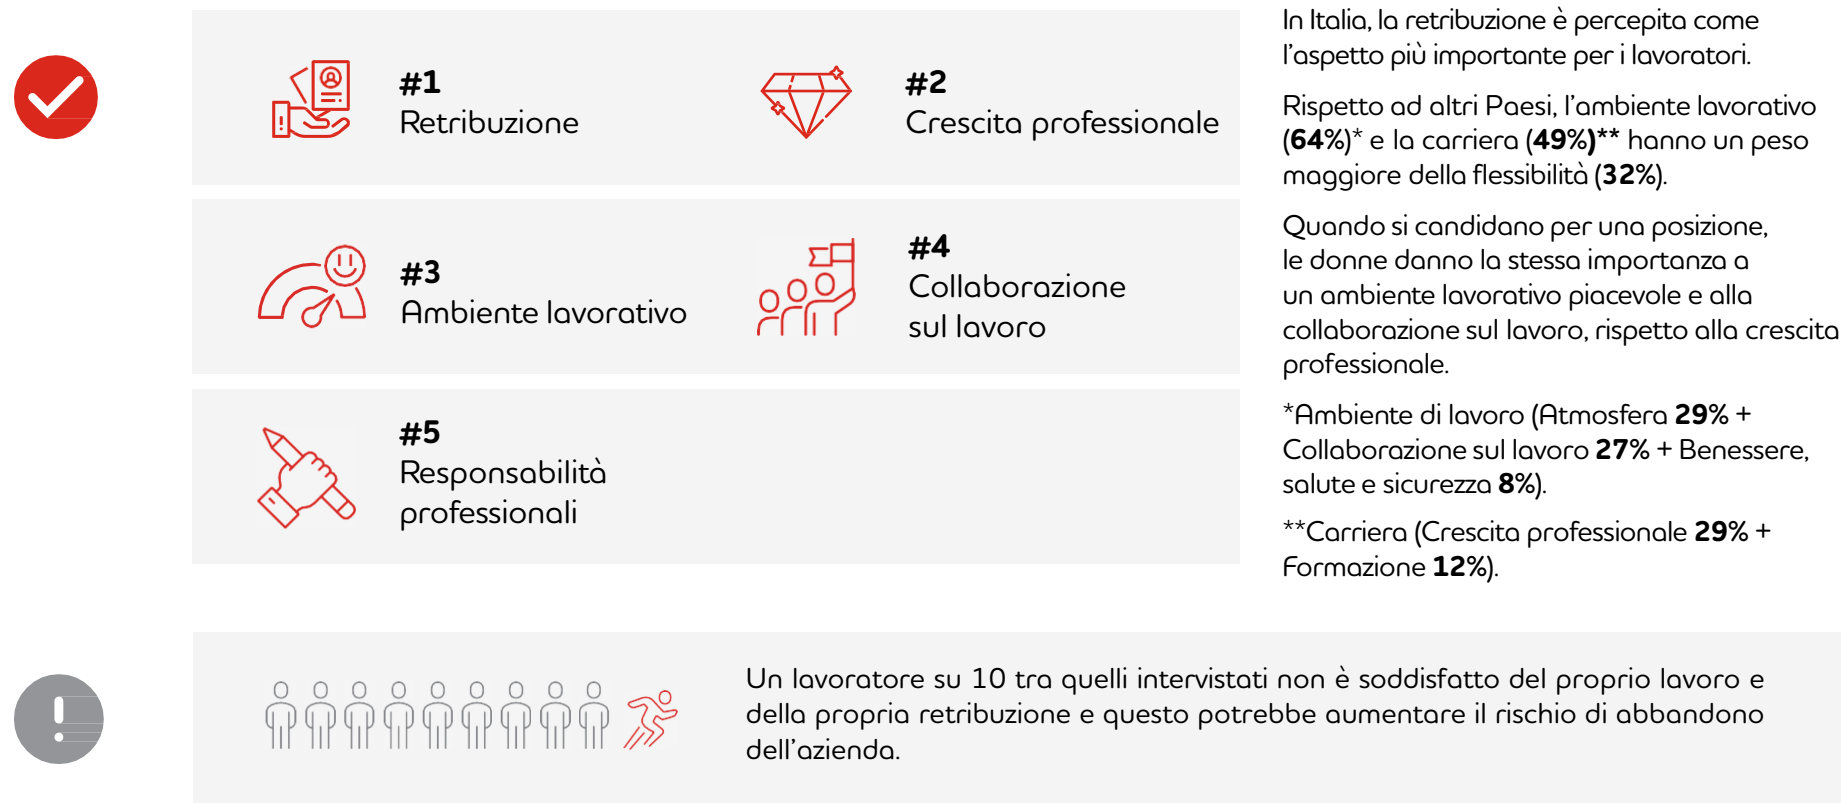 #1
Retribuzione
#2
Crescita professionale
#3
Ambiente lavorativo
#4
Collaborazione
sul lavoro
#5
Responsabilità
professionali
In Italia, la retribuzione è percepita come
l'aspetto più importante per i lavoratori.
Rispetto ad altri Paesi, l'ambiente lavorativo
(64%)* e la carriera (49%)** hanno un peso
maggiore della flessibilità (32%).
Quando si candidano per una posizione,
le donne danno la stessa importanza a
un ambiente lavorativo piacevole e alla
collaborazione sul lavoro, rispetto alla crescita
professionale.
*Ambiente di lavoro (Atmosfera 29% +
Collaborazione sul lavoro 27% + Benessere,
salute e sicurezza 8%).
**Carriera (Crescita professionale 29% +
Formazione 12%).
Un lavoratore su 10 tra quelli intervistati non è soddisfatto del proprio lavoro e
della propria retribuzione e questo potrebbe aumentare il rischio di abbandono
dell'azienda.